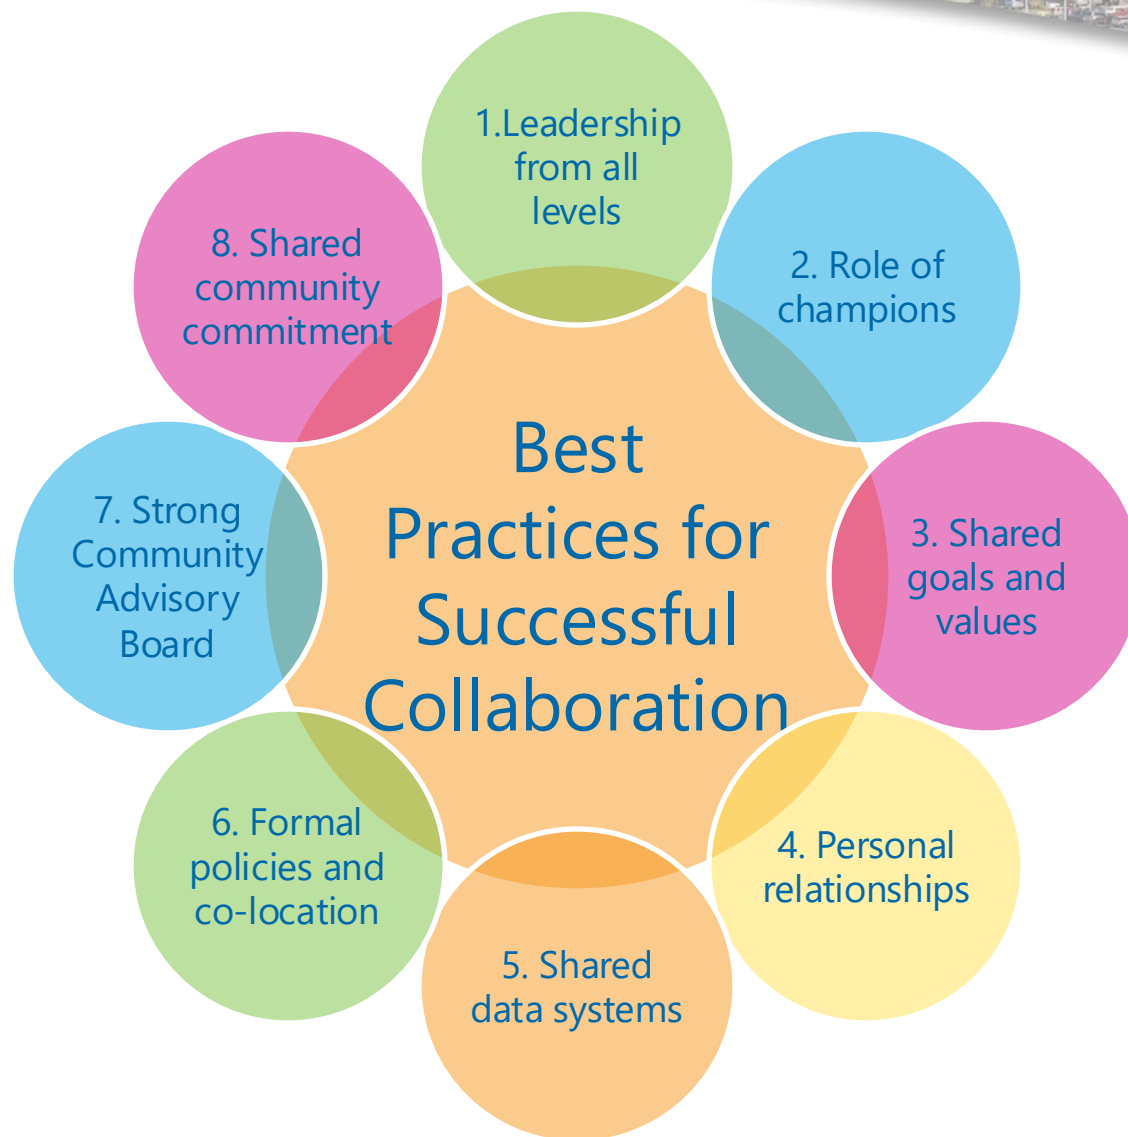 1.Leadership
from all
levels
2. Role of
champions
3. Shared
goals and
values
4. Personal
relationships
5. Shared
data systems
6. Formal
policies and
co-location
7. Strong
Community
Advisory
Board
8. Shared
community
commitment
Best
Practices for
Successful
Collaboration